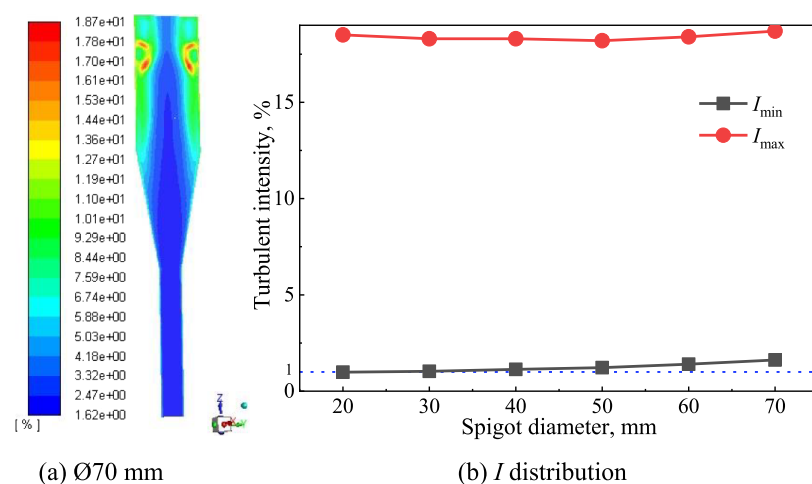 1.87e+01
1.78e+01
1.70e+01
1.61e+01
1.53e+01
1.44e+01
1.36e+01
1.27e+01
1.19e+01
1.10e+01
1.01e+01
9.29e+00
8.44e+00
7.59e+00
6.74e+00
5.89e+00
5.03e+00
4.18e+00
3.32e+00
2.47e+00
1.62e+00
[ % ]
Z
X
Y
(a) Ø70 mm
Turbulent intensity, %
15
5
1
0
I min
I max
20 30 40 50 60 70
Spigot diameter, mm
(b) I distribution